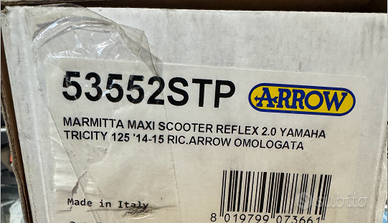 53552STP ARROW
MARMITTA MAXI SCOOTER REFLEX 2.0 YAMAHA
TRICITY 125 '14-15 RIC.ARROW OMOLOGATA
Made in Italy
8 019799 073661
subito